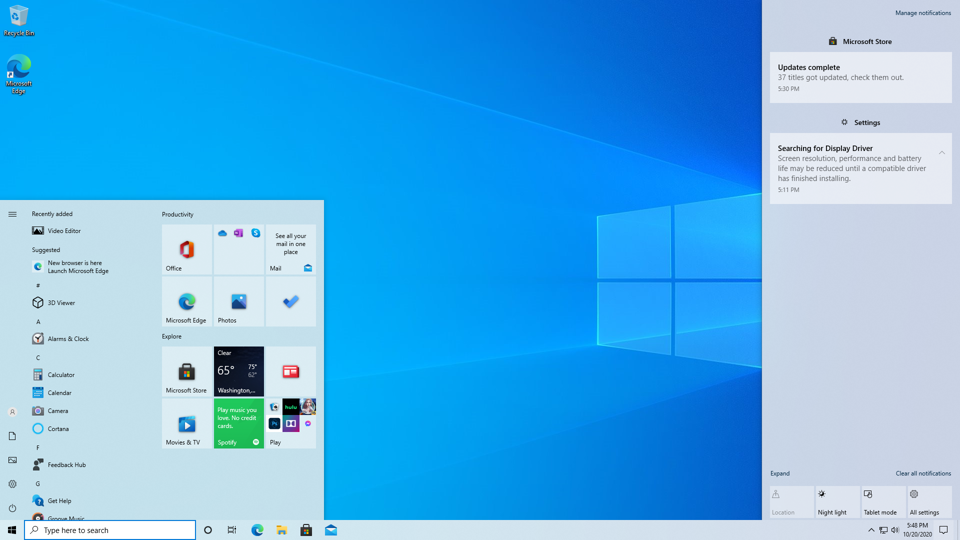 Recycle Bin
Microsoft
Edge
Recently added
Video Editor
Suggested
New browser is here
Launch Microsoft Edge
#
3D Viewer
A
Alarms & Clock
C
Calculator
Calendar
Camera
Cortana
F
Feedback Hub
G
Get Help
Groove Music
Productivity
Office
See all your
mail in one
place
Mail
Microsoft Edge
Photos
Explore
Microsoft Store
Clear
65°
75°
62°
Washington,...
Movies & TV
Play music you
love. No credit
cards.
Spotify
hulu
Ps
Play
Manage notifications
Microsoft Store
Updates complete
37 titles got updated, check them out.
5:30 PM
Settings
Searching for Display Driver
Screen resolution, performance and battery
life may be reduced until a compatible driver
has finished installing.
5:11 PM
Expand
Clear all notifications
Location
Night light
Tablet mode
All settings
Type here to search
5:48 PM
10/20/2020